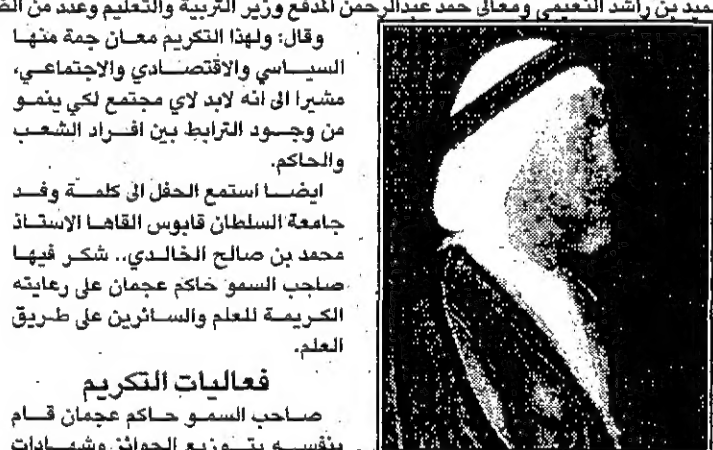 ميد بن راشد النعيمي ومعالي حمد عبدالرحمن المدفع وزير التربية والتعليم وعدد من
وقال: ولهذا التكريم معان جمة منها
السياسي والاقتصادي والاجتماعي،
مشيرا الى انه لابد لاي مجتمع لكي ينمو
من وجود الترابط بين افراد الشعب
والحاكم.
ايضا استمع الحفل الى كلمة وفد
جامعة السلطان قابوس القاها الاستاذ
محمد بن صالح الخالدي.. شكر فيها
صاحب السمو حاكم عجمان على رعايته
الكريمة للعلم والسائرين على طريق
العلم.
فعاليات التكريم
صاحب السمو حاكم عجمان قام
بنفسه بتوزيع الجوائز وشهادات